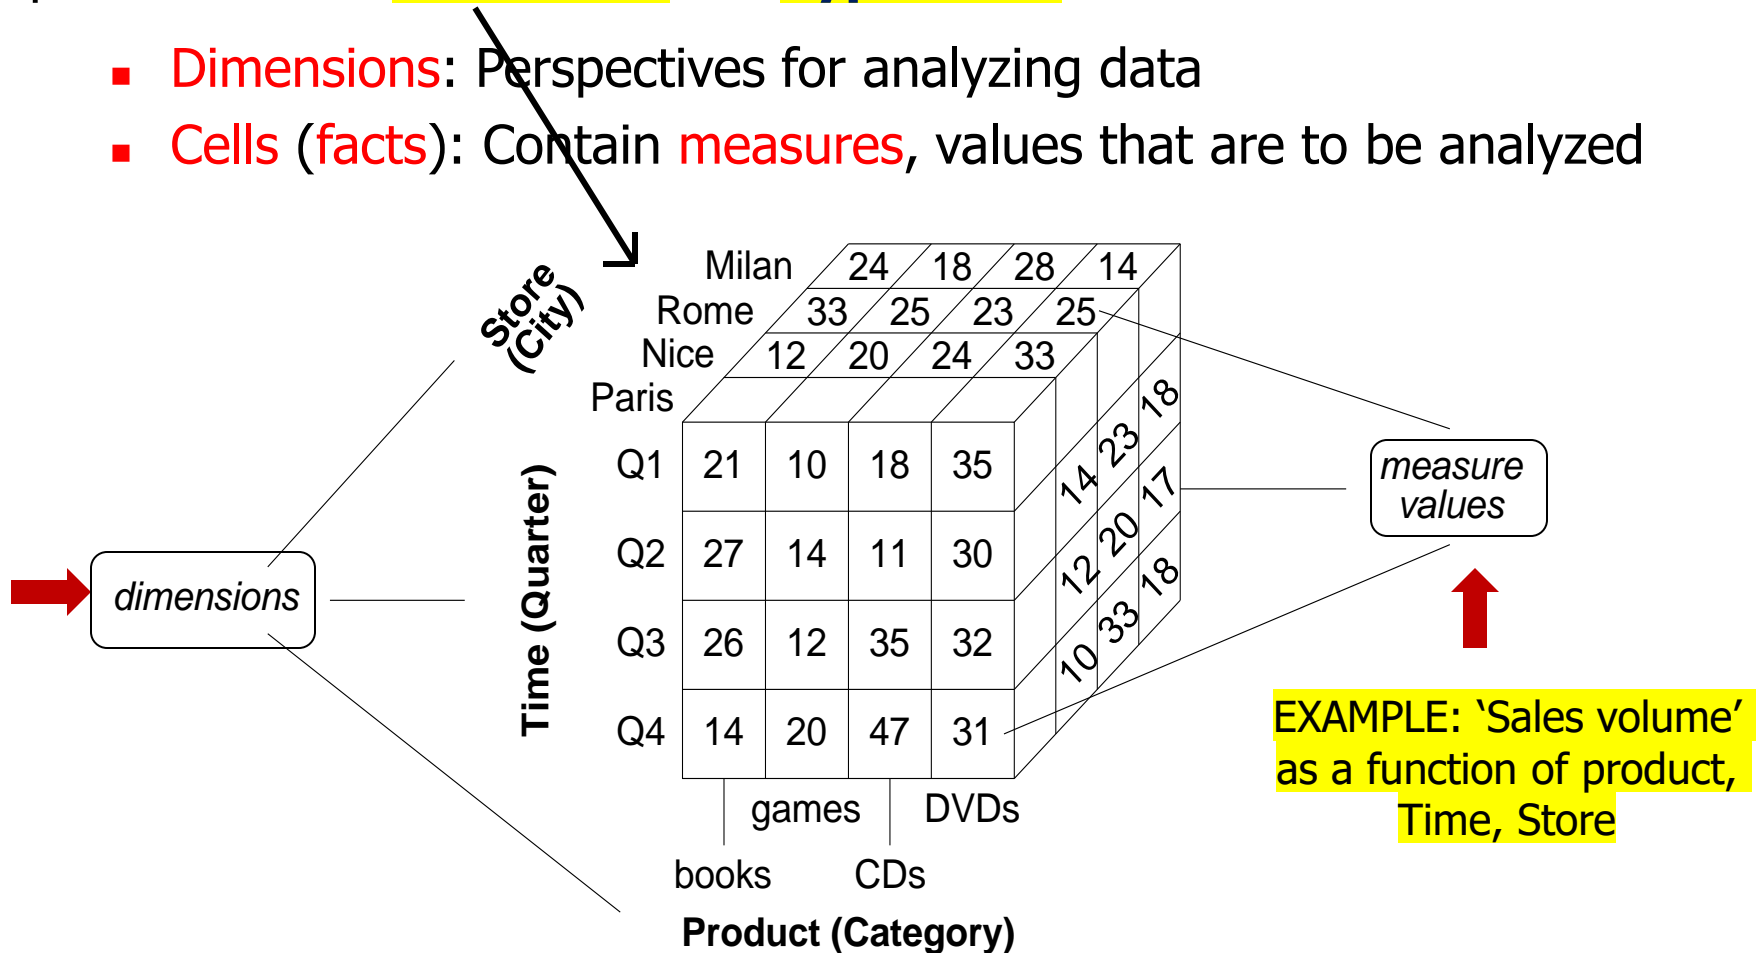 Dimensions: Perspectives for analyzing data
Cells (facts): Contain measures, values that are to be analyzed
Store
(City)
Milan 24 18 28 14
Rome 33 25 23 25
Nice 12 20 24 33
Paris
Time (Quarter)
Q1 21 10 18 35
Q2 27 14 11 30
Q3 26 12 35 32
Q4 14 20 47 31
14 23 18
12 20 17
10 33 18
games DVDs
books CDs
Product (Category)
dimensions
measure
values
EXAMPLE: ‘Sales volume’
as a function of product,
Time, Store